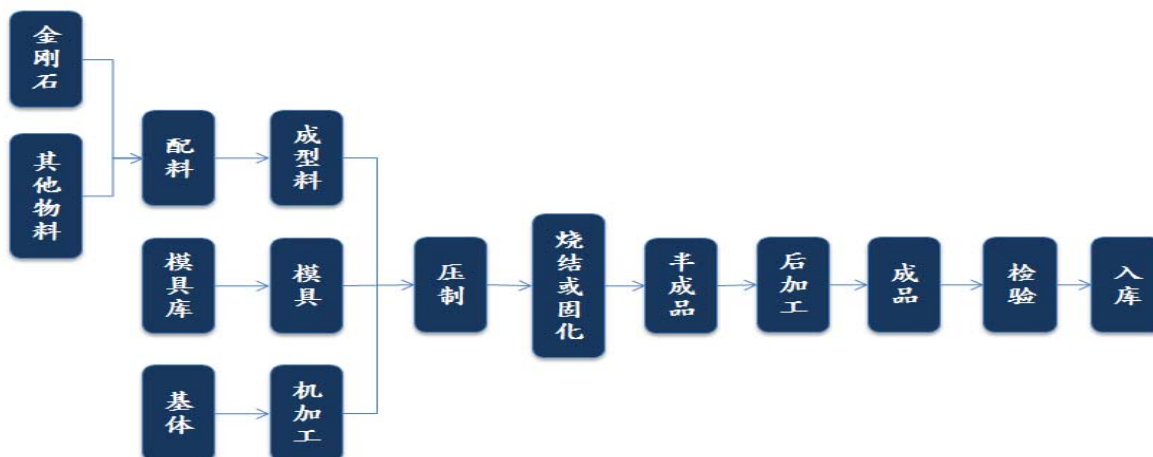 金刚石
其他物料
配料
成型料
模具库
模具
基体
机加工
压制
烧结或固化
半成品
后加工
成品
检验
入库